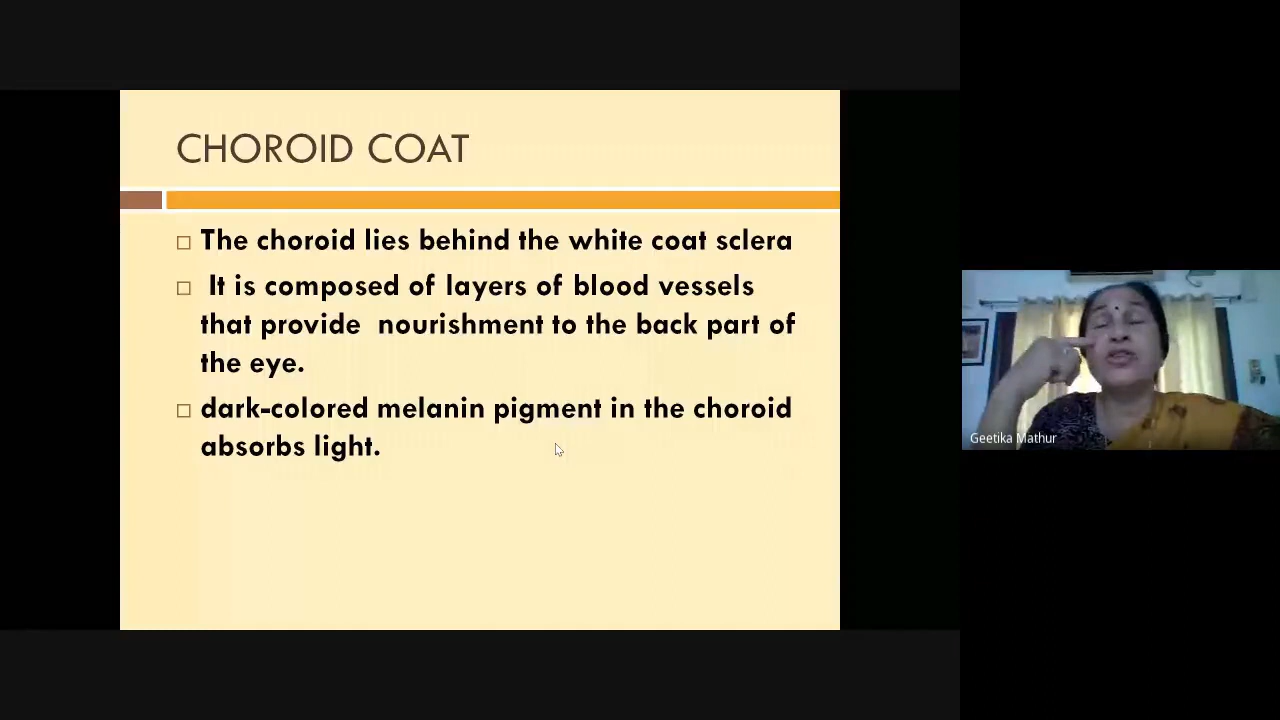 CHOROID COAT
The choroid lies behind the white coat sclera
It is composed of layers of blood vessels
that provide nourishment to the back part of
the eye.
dark-colored melanin pigment in the choroid
absorbs light.
Geetika Mathur